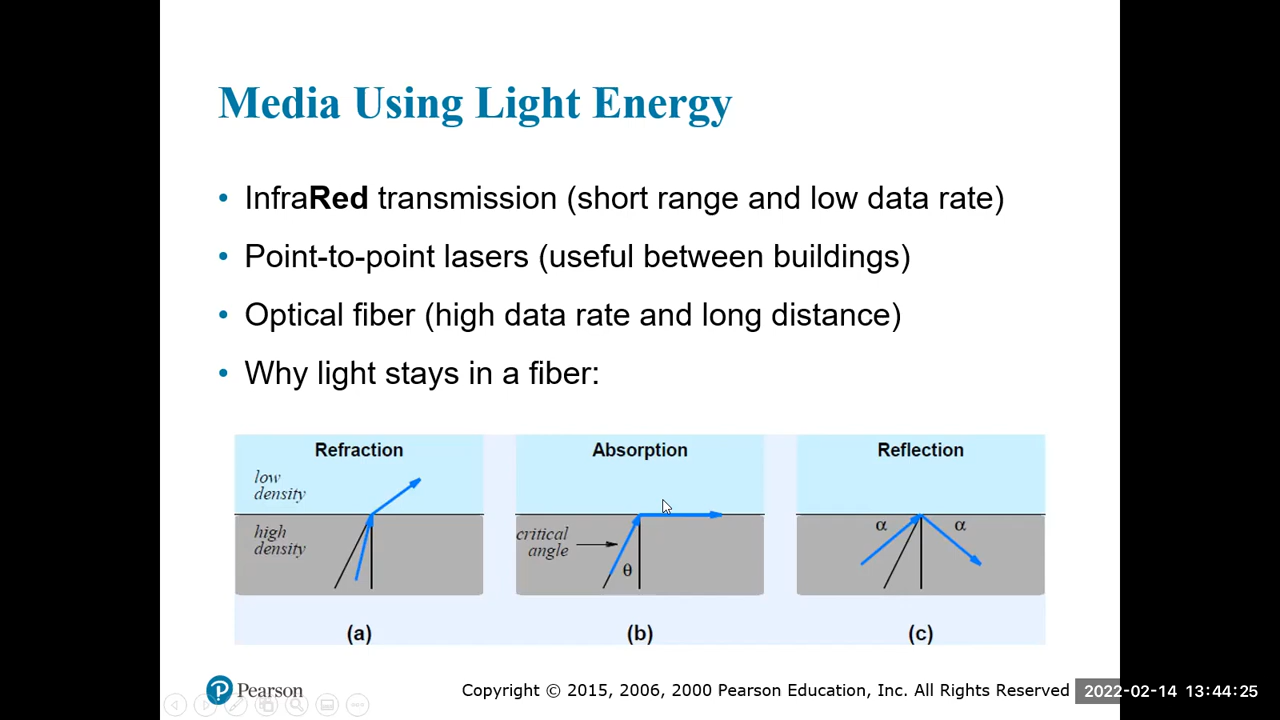 Media Using Light Energy
• InfraRed transmission (short range and low data rate)
• Point-to-point lasers (useful between buildings)
• Optical fiber (high data rate and long distance)
• Why light stays in a fiber:
Refraction
low
density
high
density
(a)
Absorption
critical
angle
θ
(b)
Reflection
α
α
(c)
P Pearson
Copyright © 2015, 2006, 2000 Pearson Education, Inc. All Rights Reserved
2022-02-14 13:44:25